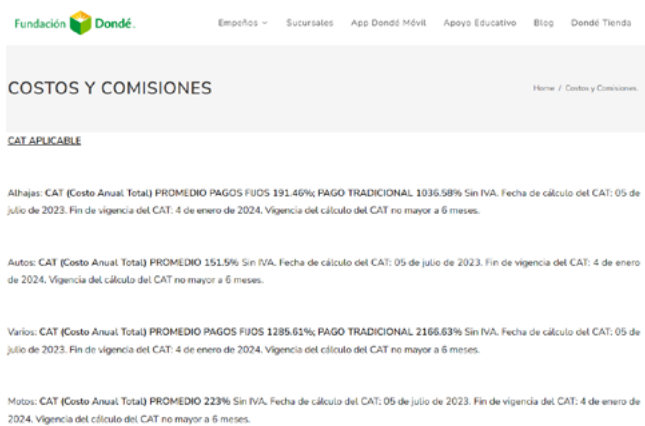 Fundación Dondé.
Empeños Sucursales App Dondé Móvil Apoyo Educativo Blog Dondé Tienda
COSTOS Y COMISIONES
Home / Costos y Comisiones
CAT APLICABLE
Alhajas: CAT (Costo Anual Total) PROMEDIO PAGOS FIJOS 191.46%; PAGO TRADICIONAL 1036.58% Sin IVA. Fecha de cálculo del CAT: 05 de
julio de 2023. Fin de vigencia del CAT: 4 de enero de 2024. Vigencia del cálculo del CAT no mayor a 6 meses.
Autos: CAT (Costo Anual Total) PROMEDIO 151.5% Sin IVA. Fecha de cálculo del CAT: 05 de julio de 2023. Fin de vigencia del CAT: 4 de enero
de 2024. Vigencia del cálculo del CAT no mayor a 6 meses.
Varios: CAT (Costo Anual Total) PROMEDIO PAGOS FIJOS 1285.61%; PAGO TRADICIONAL 2166.63% Sin IVA. Fecha de cálculo del CAT: 05 de
julio de 2023. Fin de vigencia del CAT: 4 de enero de 2024. Vigencia del cálculo del CAT no mayor a 6 meses.
Motos: CAT (Costo Anual Total) PROMEDIO 223% Sin IVA. Fecha de cálculo del CAT: 05 de julio de 2023. Fin de vigencia del CAT: 4 de enero de
2024. Vigencia del cálculo del CAT no mayor a 6 meses.